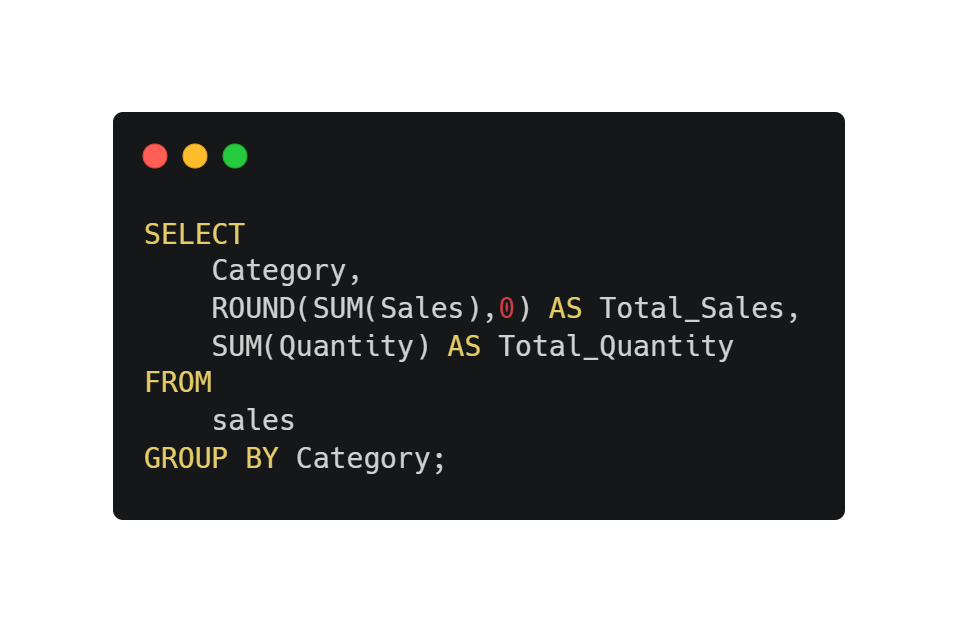 SELECT
    Category,
    ROUND(SUM(Sales),0) AS Total_Sales,
    SUM(Quantity) AS Total_Quantity
FROM
    sales
GROUP BY Category;